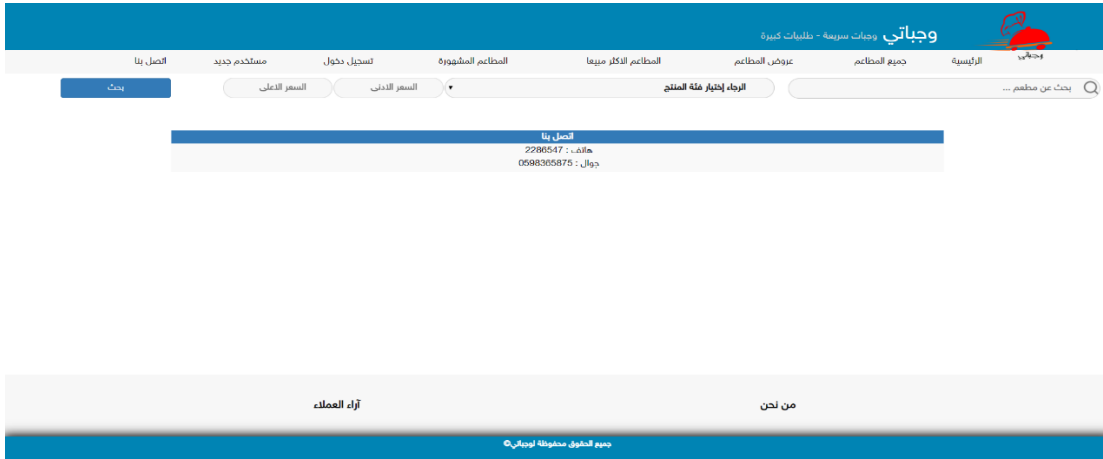 وجباتي وجبات سريعة - طلبيات كبيرة
وجباتي
الرئيسية جميع المطاعم عروض المطاعم المطاعم الاكثر مبيعا المطاعم المشهورة تسجيل دخول مستخدم جديد اتصل بنا
بحث عن مطعم ... الرجاء إختيار فئة المنتج السعر الادنى السعر الاعلى بحث
اتصل بنا
هاتف : 2286547
جوال : 0598365875
من نحن آراء العملاء
جميع الحقوق محفوظة لوجباتي©